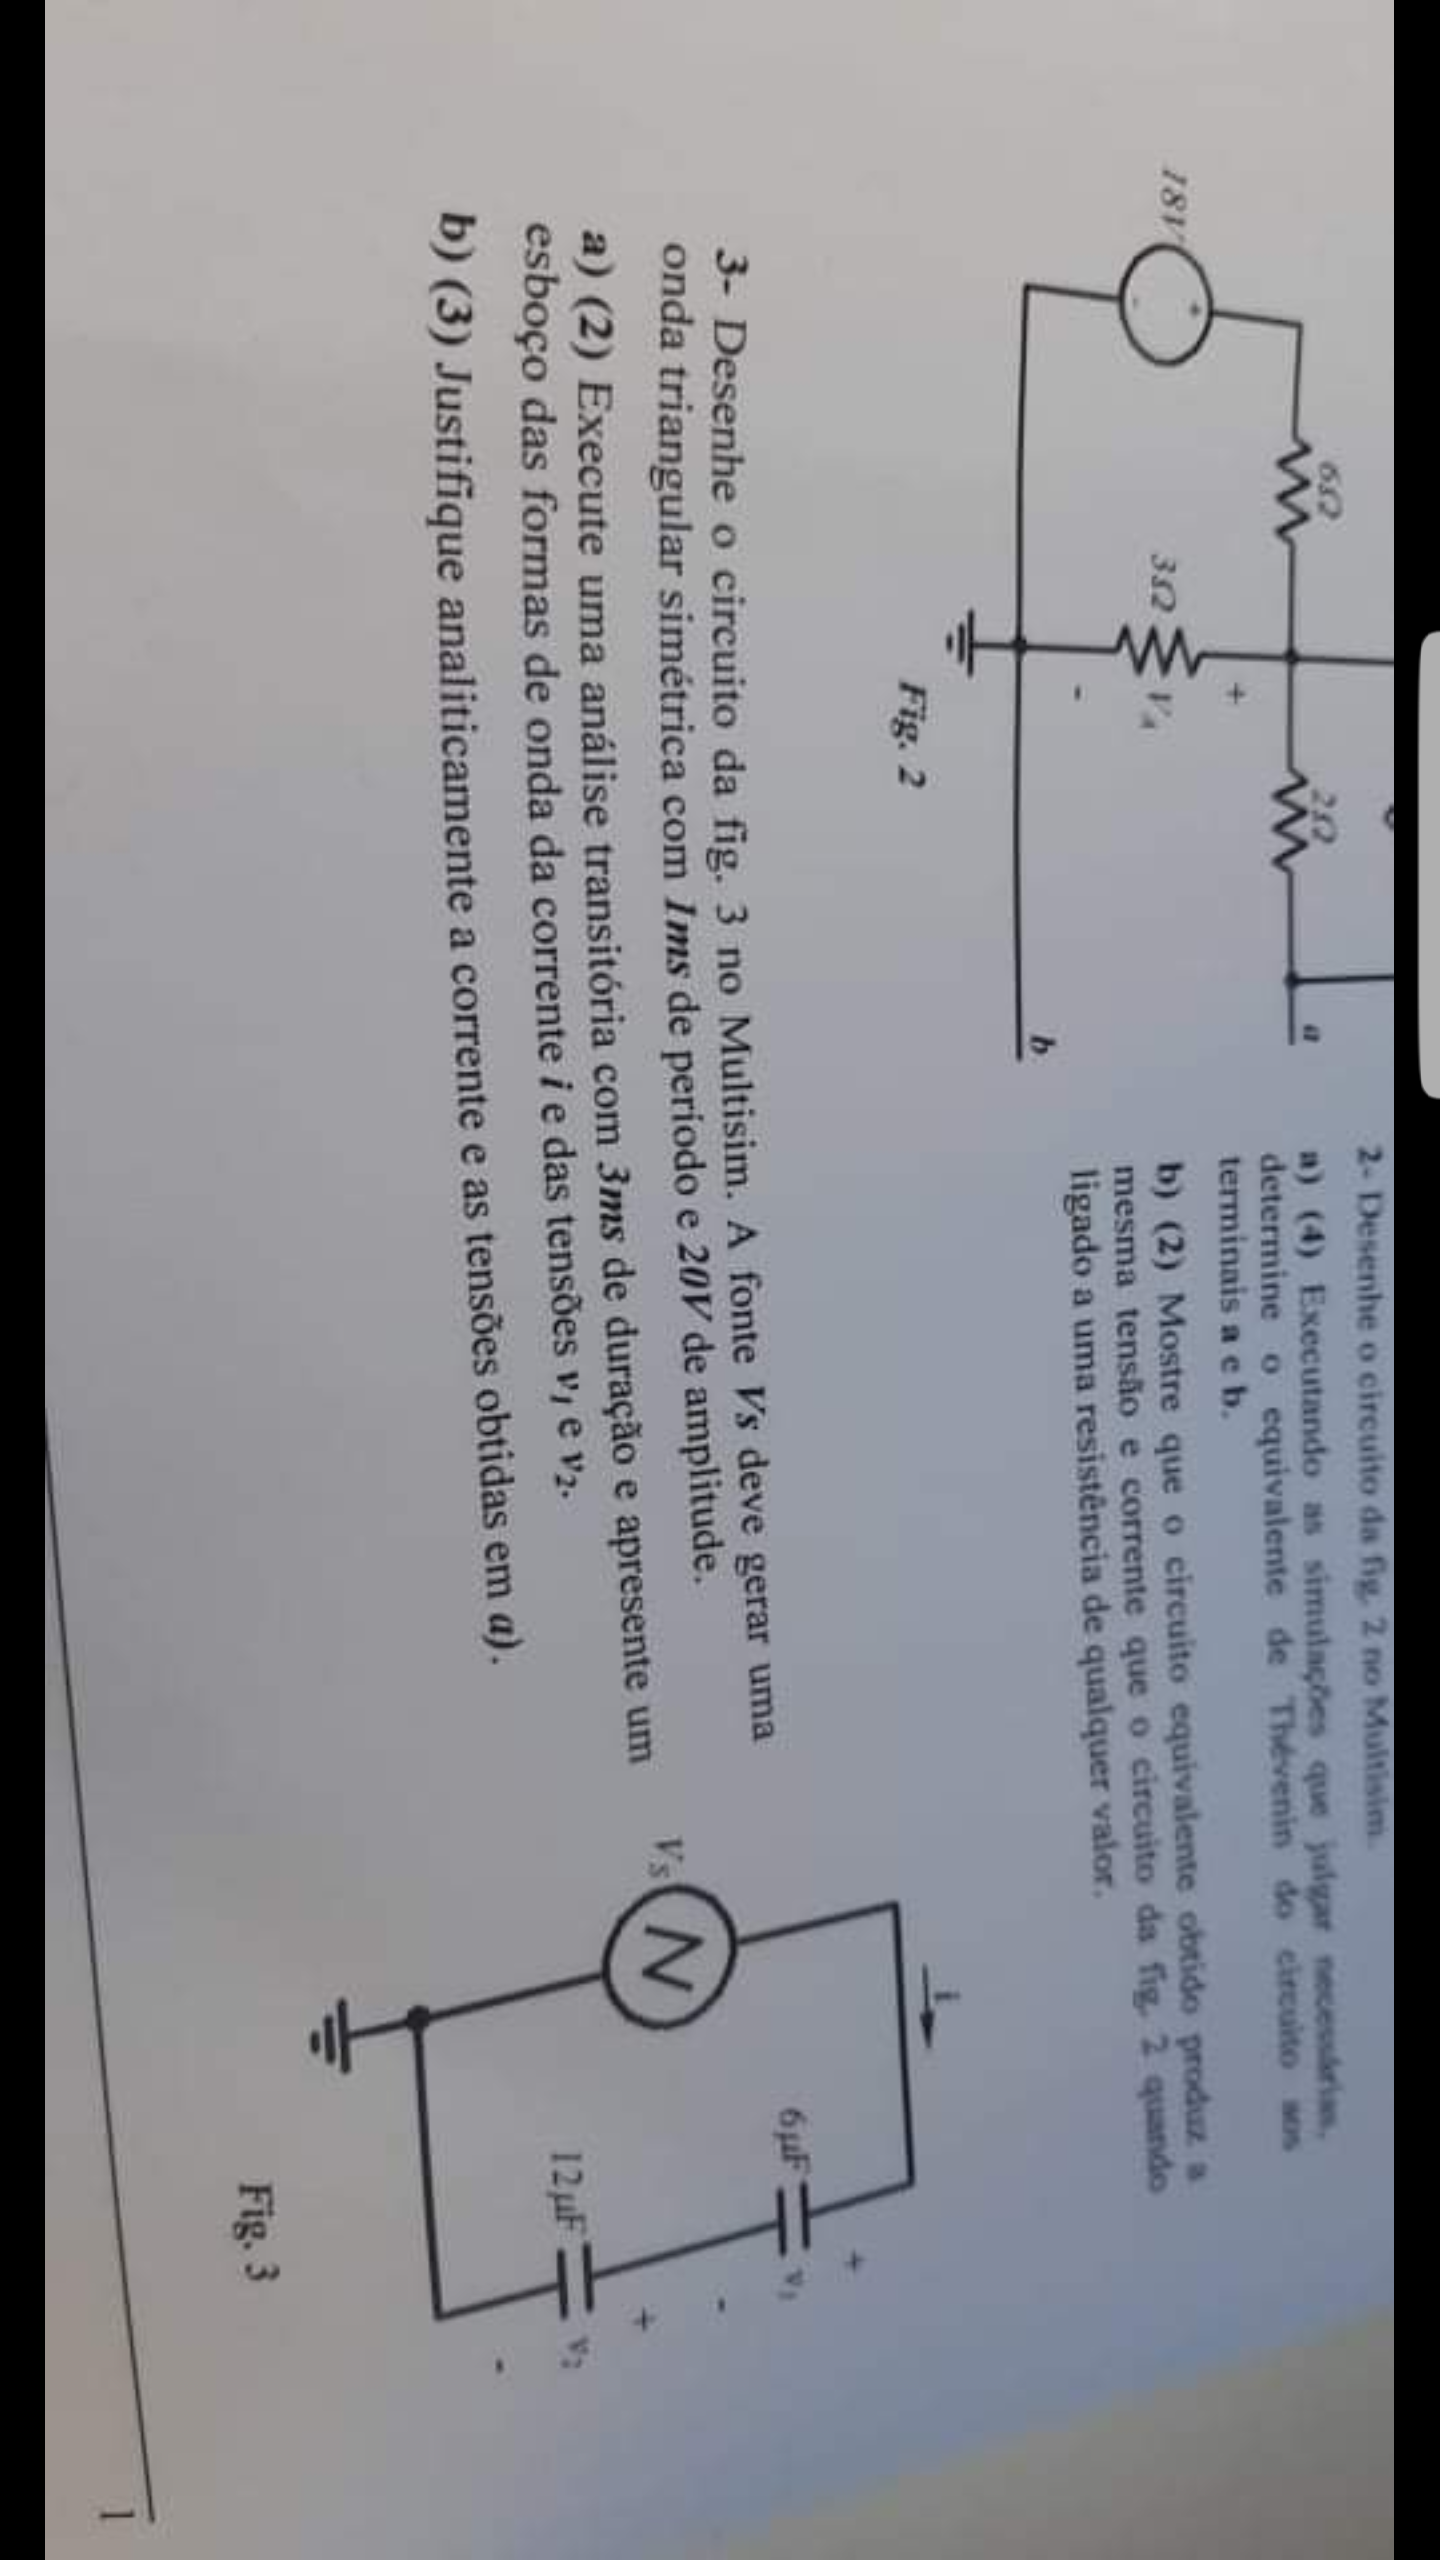 18V
6Ω
3Ω
V_A
+
-
2Ω
a
b
Fig. 2
2- Desenhe o circuito da fig. 2 no Multisim.
a) (4) Executando as simulações que julgar necessárias,
determine o equivalente de Thévenin do circuito aos
terminais a e b.
b) (2) Mostre que o circuito equivalente obtido produz a
mesma tensão e corrente que o circuito da fig. 2 quando
ligado a uma resistência de qualquer valor.
3- Desenhe o circuito da fig. 3 no Multisim. A fonte Vs deve gerar uma
onda triangular simétrica com 1ms de período e 20V de amplitude.
a) (2) Execute uma análise transitória com 3ms de duração e apresente um
esboço das formas de onda da corrente i e das tensões v₁ e v₂.
b) (3) Justifique analiticamente a corrente e as tensões obtidas em a).
Vs
i
6μF
v₁
+
-
12μF
v₂
+
-
Fig. 3
1